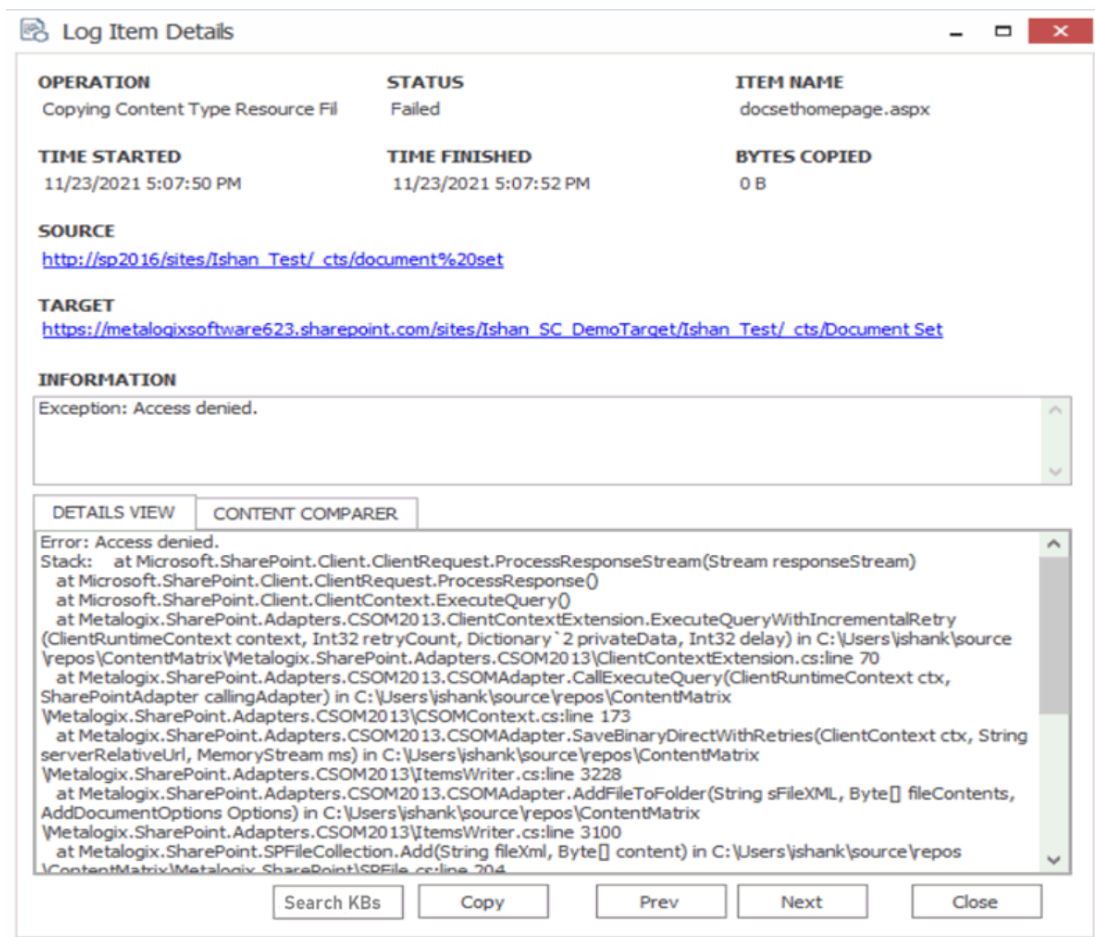 Log Item Details
OPERATION STATUS ITEM NAME
Copying Content Type Resource Fil Failed docsethomepage.aspx
TIME STARTED TIME FINISHED BYTES COPIED
11/23/2021 5:07:50 PM 11/23/2021 5:07:52 PM 0 B
SOURCE
http://sp2016/sites/Ishan_Test/_cts/document%20set
TARGET
https://metalogixsoftware623.sharepoint.com/sites/Ishan_SC_DemoTarget/Ishan_Test/_cts/Document Set
INFORMATION
Exception: Access denied.
DETAILS VIEW CONTENT COMPARER
Error: Access denied.
Stack: at Microsoft.SharePoint.Client.ClientRequest.ProcessResponseStream(Stream responseStream)
at Microsoft.SharePoint.Client.ClientRequest.ProcessResponse()
at Microsoft.SharePoint.Client.ClientContext.ExecuteQuery()
at Metalogix.SharePoint.Adapters.CSOM2013.ClientContextExtension.ExecuteQueryWithIncrementalRetry
(ClientRuntimeContext context, Int32 retryCount, Dictionary`2 privateData, Int32 delay) in C:\Users\ishank\source
\repos\ContentMatrix\Metalogix.SharePoint.Adapters.CSOM2013\ClientContextExtension.cs:line 70
at Metalogix.SharePoint.Adapters.CSOM2013.CSOMAdapter.CallExecuteQuery(ClientRuntimeContext ctx,
SharePointAdapter callingAdapter) in C:\Users\ishank\source\repos\ContentMatrix
\Metalogix.SharePoint.Adapters.CSOM2013\CSOMContext.cs:line 173
at Metalogix.SharePoint.Adapters.CSOM2013.CSOMAdapter.SaveBinaryDirectWithRetries(ClientContext ctx, String
serverRelativeUrl, MemoryStream ms) in C:\Users\ishank\source\repos\ContentMatrix
\Metalogix.SharePoint.Adapters.CSOM2013\ItemsWriter.cs:line 3228
at Metalogix.SharePoint.Adapters.CSOM2013.CSOMAdapter.AddFileToFolder(String sFileXML, Byte[] fileContents,
AddDocumentOptions Options) in C:\Users\ishank\source\repos\ContentMatrix
\Metalogix.SharePoint.Adapters.CSOM2013\ItemsWriter.cs:line 3100
at Metalogix.SharePoint.SPFileCollection.Add(String fileXml, Byte[] content) in C:\Users\ishank\source\repos
\ContentMatrix\Metalogix.SharePoint\SPFile.cs:line 204
Search KBs Copy Prev Next Close